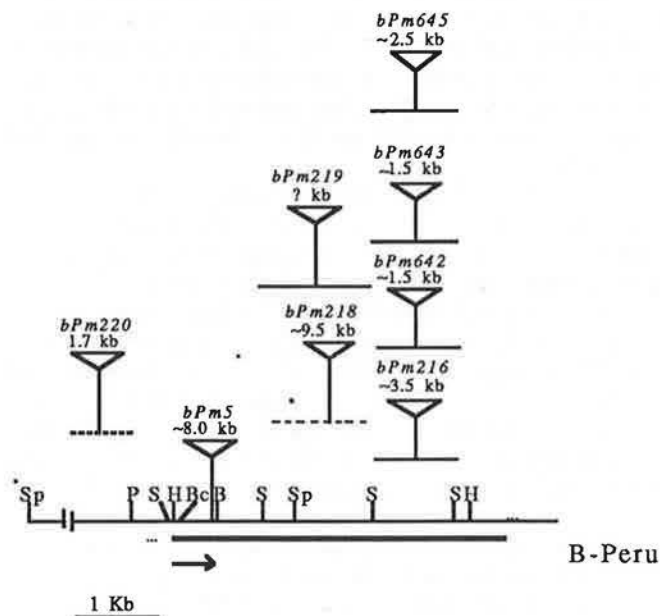 bPm645
~2.5 kb
bPm643
~1.5 kb
bPm219
? kb
bPm642
~1.5 kb
bPm220
1.7 kb
bPm218
~9.5 kb
bPm216
~3.5 kb
bPm5
~8.0 kb
Sp P S H Bc B S Sp S S H
...
...
B-Peru
1 Kb